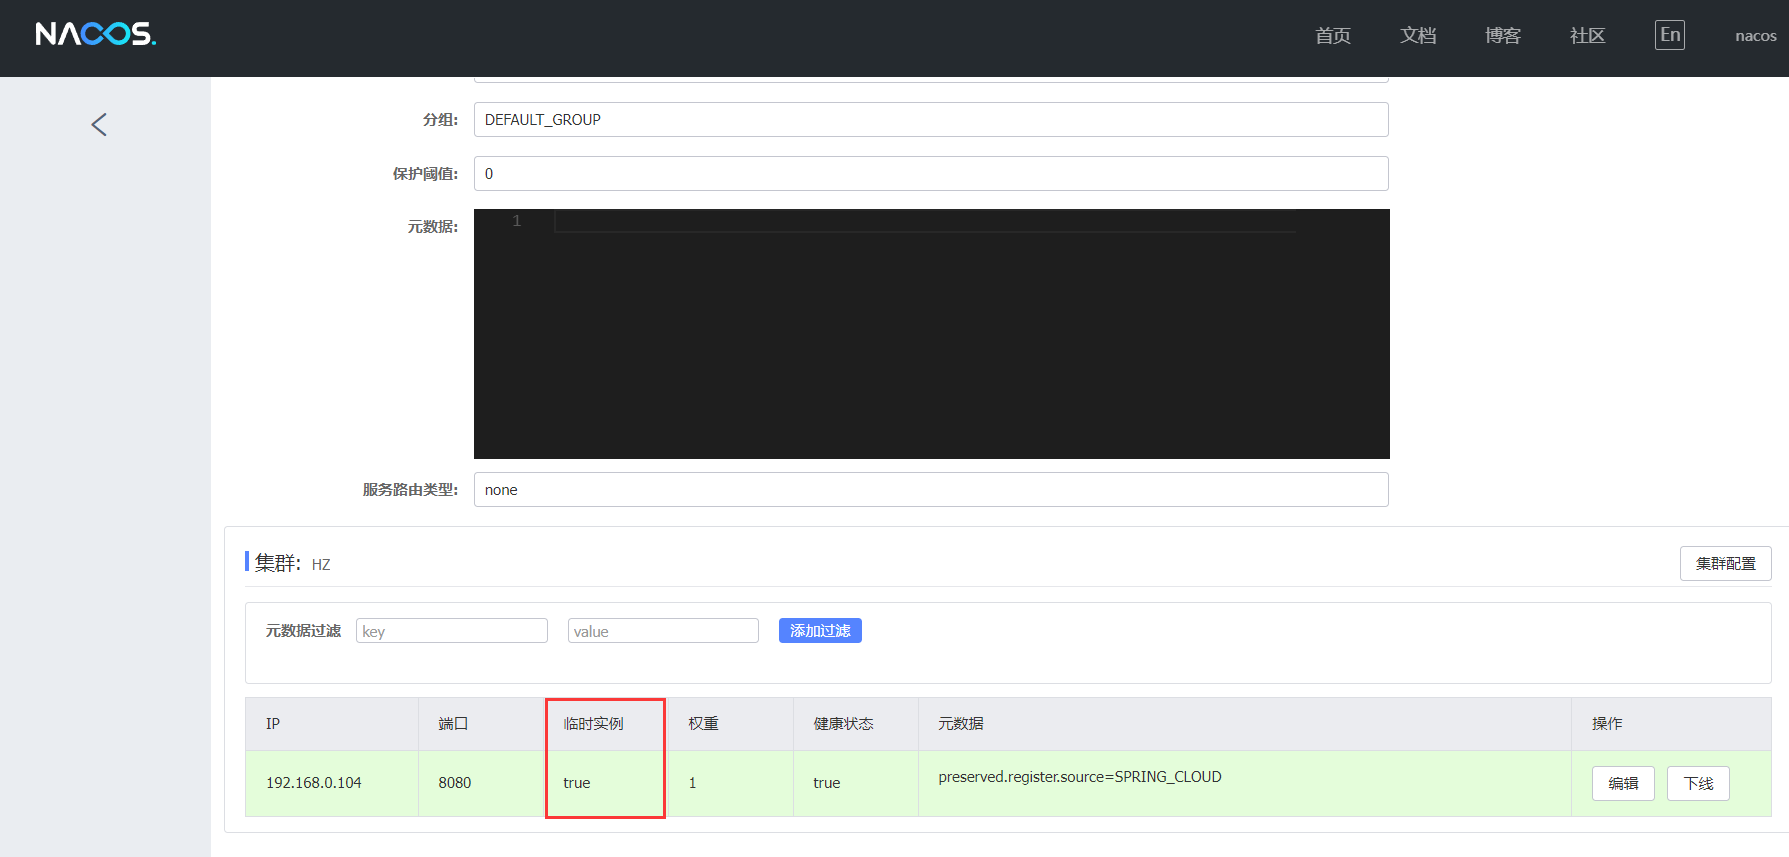 NACOS.
首页 文档 博客 社区 En nacos
分组: DEFAULT_GROUP
保护阈值: 0
元数据: 1
服务路由类型: none
集群: HZ 集群配置
元数据过滤 key value 添加过滤
IP 端口 临时实例 权重 健康状态 元数据 操作
192.168.0.104 8080 true 1 true preserved.register.source=SPRING_CLOUD 编辑 下线